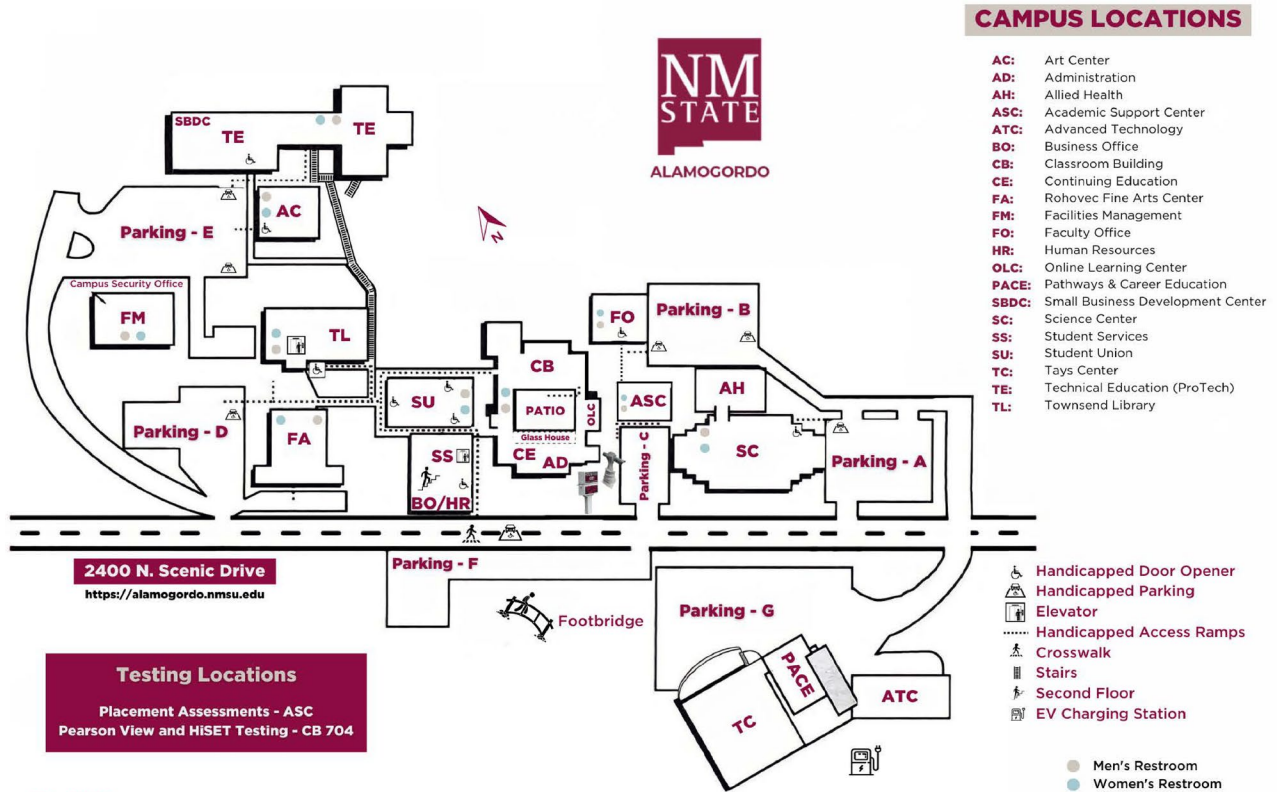 CAMPUS LOCATIONS
AC: Art Center
AD: Administration
AH: Allied Health
ASC: Academic Support Center
ATC: Advanced Technology
BO: Business Office
CB: Classroom Building
CE: Continuing Education
FA: Rohovec Fine Arts Center
FM: Facilities Management
FO: Faculty Office
HR: Human Resources
OLC: Online Learning Center
PACE: Pathways & Career Education
SBDC: Small Business Development Center
SC: Science Center
SS: Student Services
SU: Student Union
TC: Tays Center
TE: Technical Education (ProTech)
TL: Townsend Library
NM
STATE
ALAMOGORDO
SBDC
TE
TE
AC
Parking - E
N
Campus Security Office
FM
TL
FO
Parking - B
CB
AH
SU
PATIO
OLC
ASC
Parking - D
FA
Glass House
SS
CE
AD
Parking - C
SC
Parking - A
BO/HR
Parking - F
2400 N. Scenic Drive
https://alamogordo.nmsu.edu
Footbridge
Parking - G
PACE
TC
ATC
Testing Locations
Placement Assessments - ASC
Pearson View and HiSET Testing - CB 704
Handicapped Door Opener
Handicapped Parking
Elevator
Handicapped Access Ramps
Crosswalk
Stairs
Second Floor
EV Charging Station
Men's Restroom
Women's Restroom